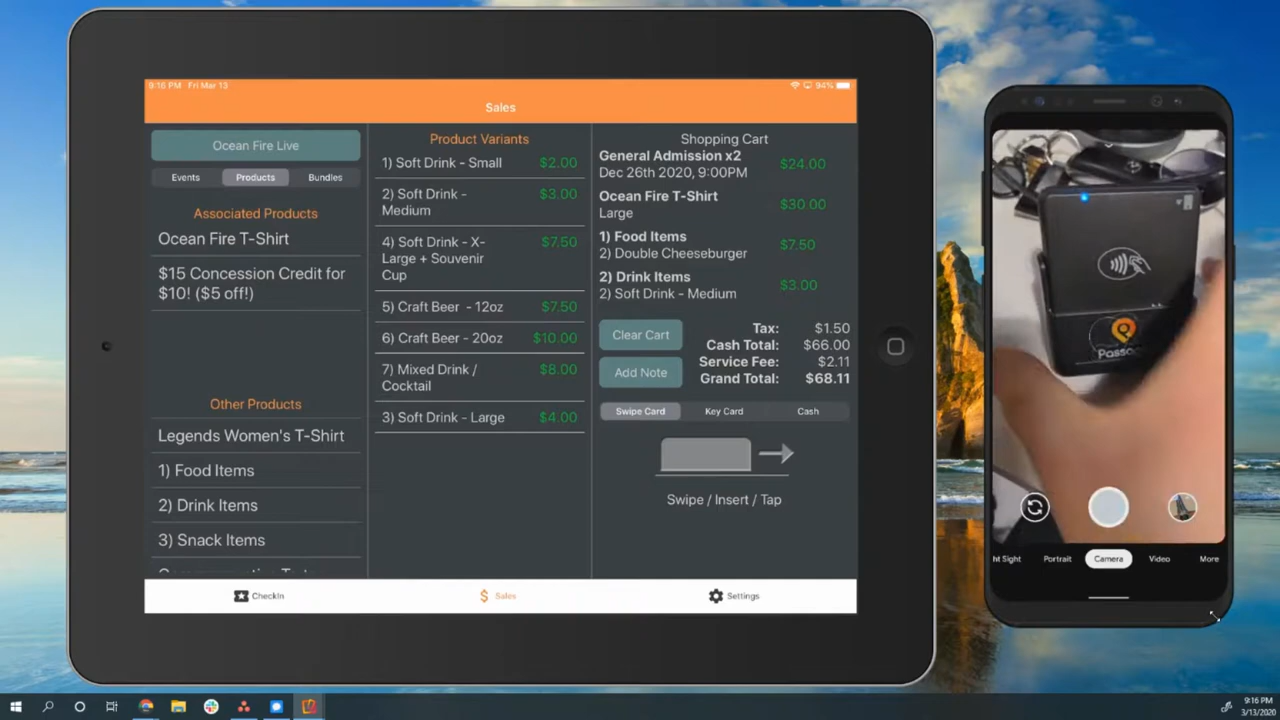 9:16 PM Fri Mar 13
94%
Sales
Ocean Fire Live
Events Products Bundles
Associated Products
Ocean Fire T-Shirt
$15 Concession Credit for
$10! ($5 off!)
Other Products
Legends Women's T-Shirt
1) Food Items
2) Drink Items
3) Snack Items
Product Variants
1) Soft Drink - Small $2.00
2) Soft Drink -
Medium $3.00
4) Soft Drink - X-
Large + Souvenir
Cup $7.50
5) Craft Beer - 12oz $7.50
6) Craft Beer - 20oz $10.00
7) Mixed Drink /
Cocktail $8.00
3) Soft Drink - Large $4.00
Shopping Cart
General Admission x2 $24.00
Dec 26th 2020, 9:00PM
Ocean Fire T-Shirt $30.00
Large
1) Food Items $7.50
2) Double Cheeseburger
2) Drink Items $3.00
2) Soft Drink - Medium
Clear Cart
Add Note
Tax: $1.50
Cash Total: $66.00
Service Fee: $2.11
Grand Total: $68.11
Swipe Card Key Card Cash
Swipe / Insert / Tap
CheckIn Sales Settings
ht Sight Portrait Camera Video More
9:16 PM
3/13/2020